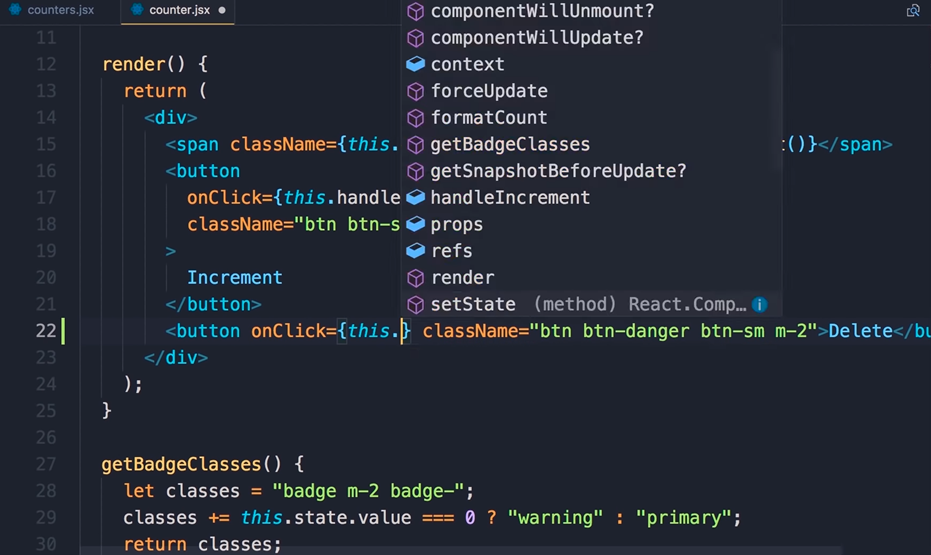 counters.jsx counter.jsx
componentWillUnmount?
componentWillUpdate?
context
forceUpdate
formatCount
getBadgeClasses
getSnapshotBeforeUpdate?
handleIncrement
props
refs
render
setState (method) React.Comp...
11
12 render() {
13 return (
14 <div>
15 <span className={this. ()}</span>
16 <button
17 onClick={this.handle
18 className="btn btn-s
19 >
20 Increment
21 </button>
22 <button onClick={this.} className="btn btn-danger btn-sm m-2">Delete</bu
23 </div>
24 );
25 }
26
27 getBadgeClasses() {
28 let classes = "badge m-2 badge-";
29 classes += this.state.value === 0 ? "warning" : "primary";
30 return classes;